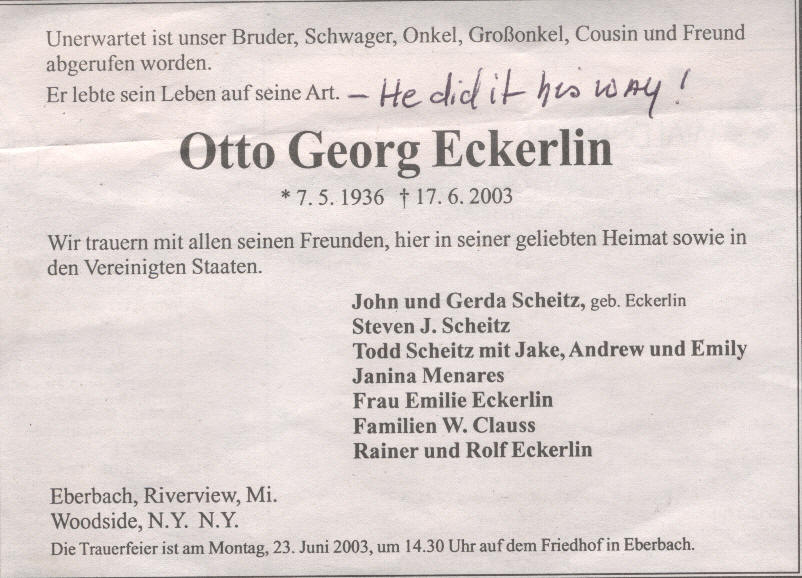 Unerwartet ist unser Bruder, Schwager, Onkel, Großonkel, Cousin und Freund
abgerufen worden.
Er lebte sein Leben auf seine Art. – He did it his way!
Otto Georg Eckerlin
* 7. 5. 1936 † 17. 6. 2003
Wir trauern mit allen seinen Freunden, hier in seiner geliebten Heimat sowie in
den Vereinigten Staaten.
John und Gerda Scheitz, geb. Eckerlin
Steven J. Scheitz
Todd Scheitz mit Jake, Andrew und Emily
Janina Menares
Frau Emilie Eckerlin
Familien W. Clauss
Rainer und Rolf Eckerlin
Eberbach, Riverview, Mi.
Woodside, N.Y. N.Y.
Die Trauerfeier ist am Montag, 23. Juni 2003, um 14.30 Uhr auf dem Friedhof in Eberbach.